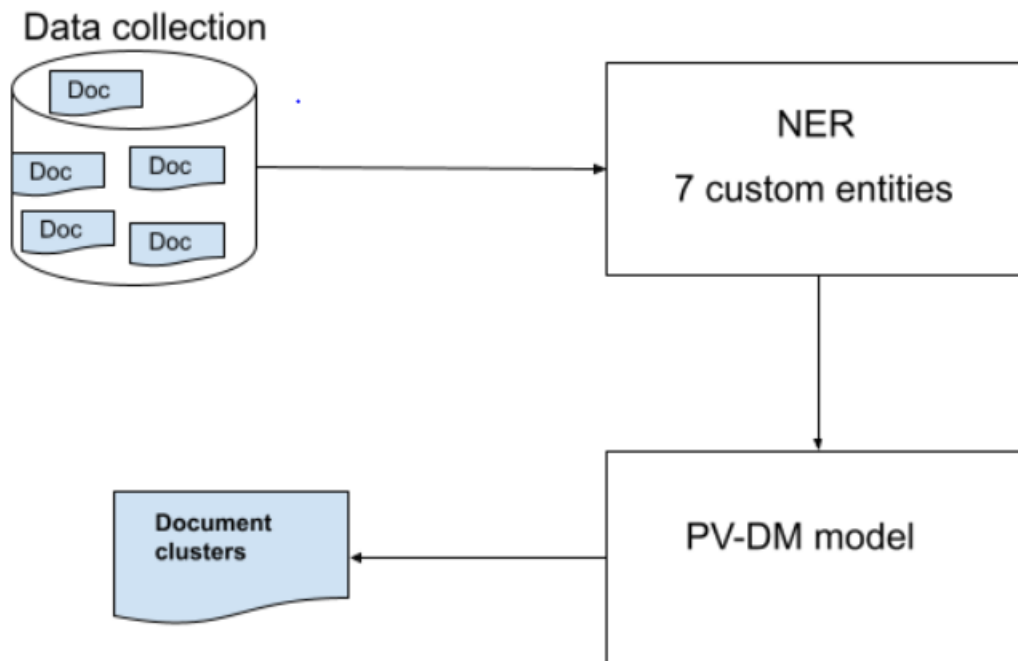 Data collection
Doc
Doc
Doc
Doc
Doc
NER
7 custom entities
PV-DM model
Document
clusters